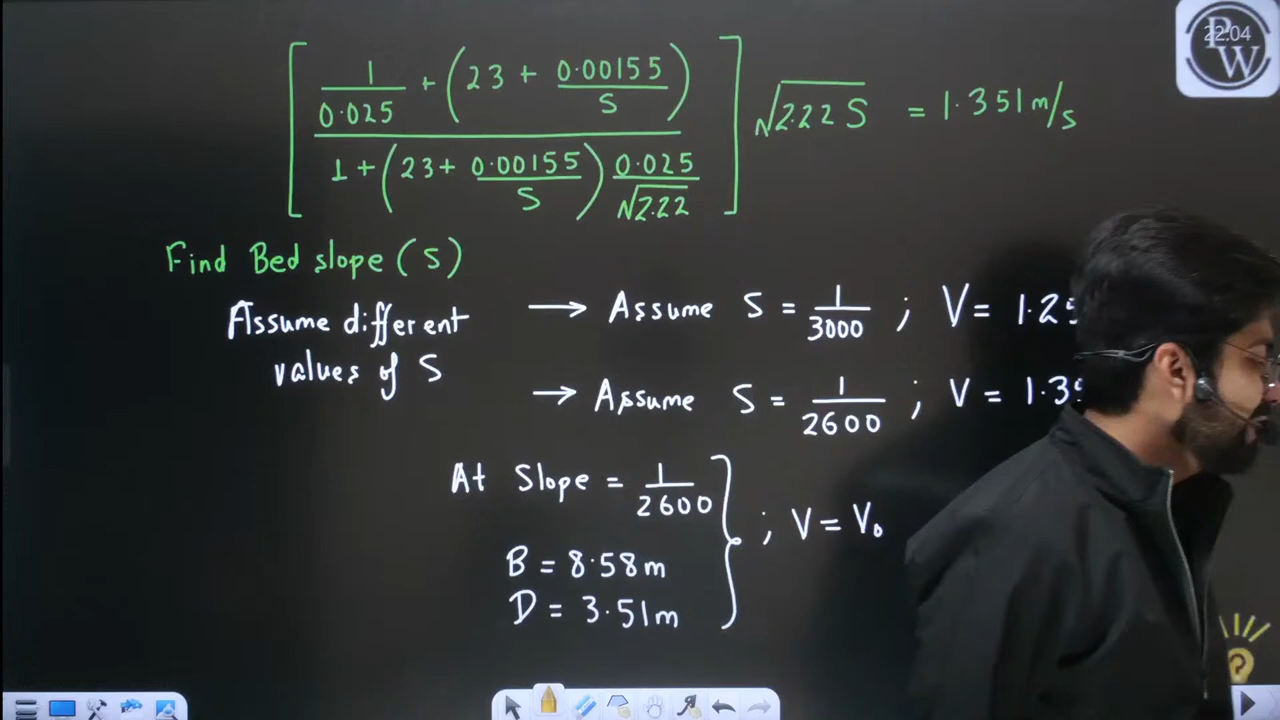 [ (1/0.025 + (23 + 0.00155/S)) / (1 + (23 + 0.00155/S) 0.025/√2.22) ] √2.22 S = 1.351 m/s
Find Bed slope (S)
Assume different values of S
→ Assume S = 1/3000 ; V = 1.25
→ Assume S = 1/2600 ; V = 1.3
At Slope = 1/2600
B = 8.58m
D = 3.51m
} ; V = V₀
22:04
PW